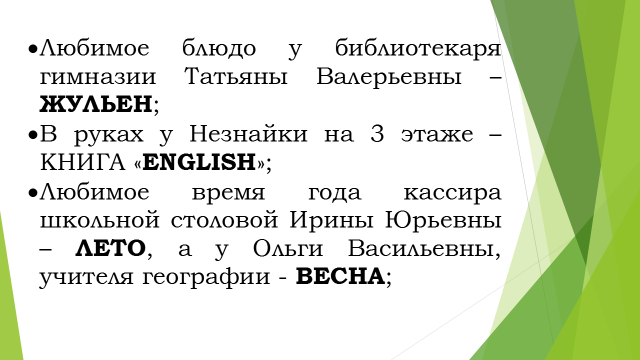 •Любимое блюдо у библиотекаря
гимназии Татьяны Валерьевны –
ЖУЛЬЕН;
•В руках у Незнайки на 3 этаже –
КНИГА «ENGLISH»;
•Любимое время года кассира
школьной столовой Ирины Юрьевны
– ЛЕТО, а у Ольги Васильевны,
учителя географии - ВЕСНА;